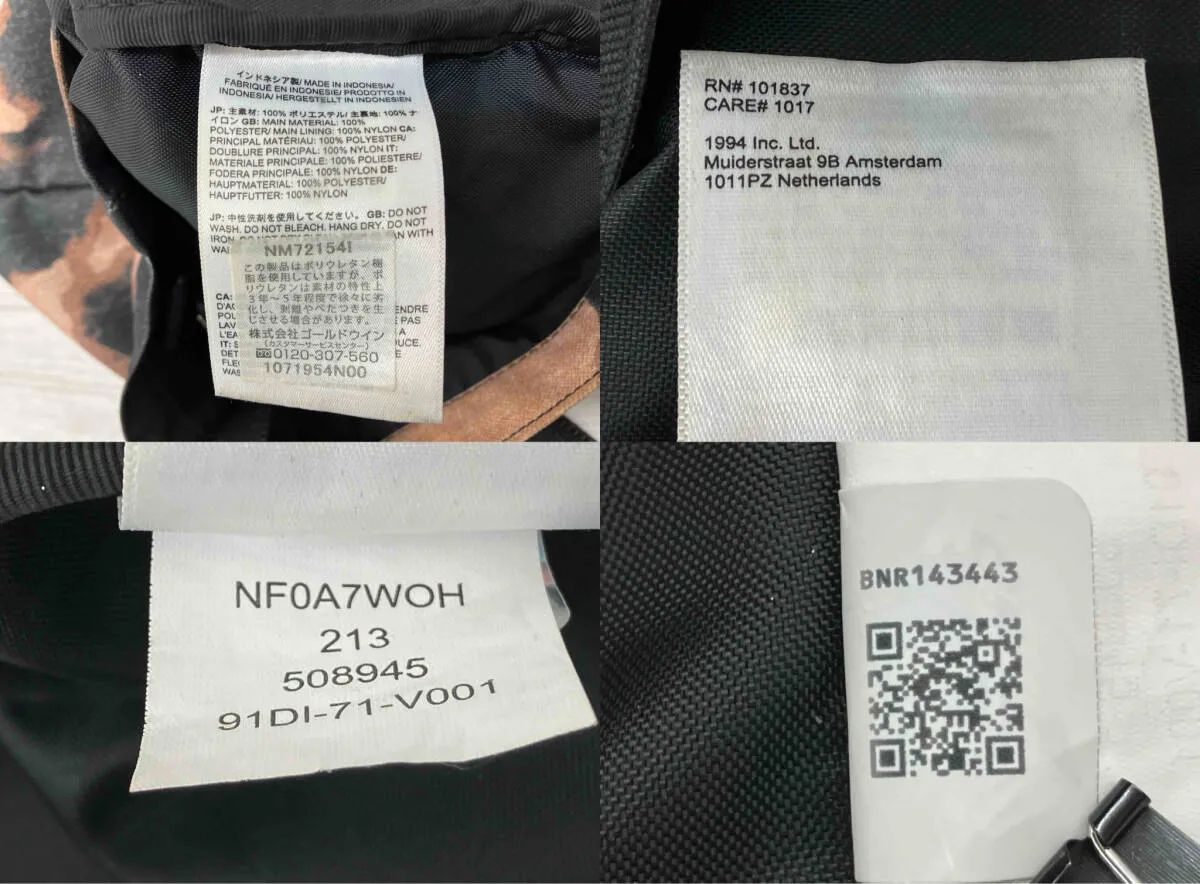 インドネシア製/ MADE IN INDONESIA/
FABRIQUÉ EN INDONESIE/ PRODOTTO IN
INDONESIA/ HERGESTELLT IN INDONESIEN
JP: 主素材: 100% ポリエステル/ 主裏地: 100% ナ
イロン GB: MAIN MATERIAL: 100%
POLYESTER/ MAIN LINING: 100% NYLON CA:
PRINCIPAL MATÉRIAU: 100% POLYESTER/
DOUBLURE PRINCIPAL: 100% NYLON IT:
MATERIALE PRINCIPALE: 100% POLIESTERE/
FODERA PRINCIPALE: 100% NYLON DE:
HAUPTMATERIAL: 100% POLYESTER/
HAUPTFUTTER: 100% NYLON
JP: 中性洗剤を使用してください。 GB: DO NOT
WASH. DO NOT BLEACH. HANG DRY. DO NOT
IRON. DO NOT DRY CLEAN WITH
NM72154I
この製品はポリウレタン樹
脂を使用していますが、ポ
リウレタンは素材の特性上
3年～5年程度で徐々に劣
化し、剥離やべたつきを生
じさせる場合があります。
株式会社ゴールドウイン
(カスタマーサービスセンター)
0120-307-560
1071954N00
CA:
RN# 101837
CARE# 1017
1994 Inc. Ltd.
Muiderstraat 9B Amsterdam
1011PZ Netherlands
NF0A7WOH
213
508945
91DI-71-V001
BNR143443